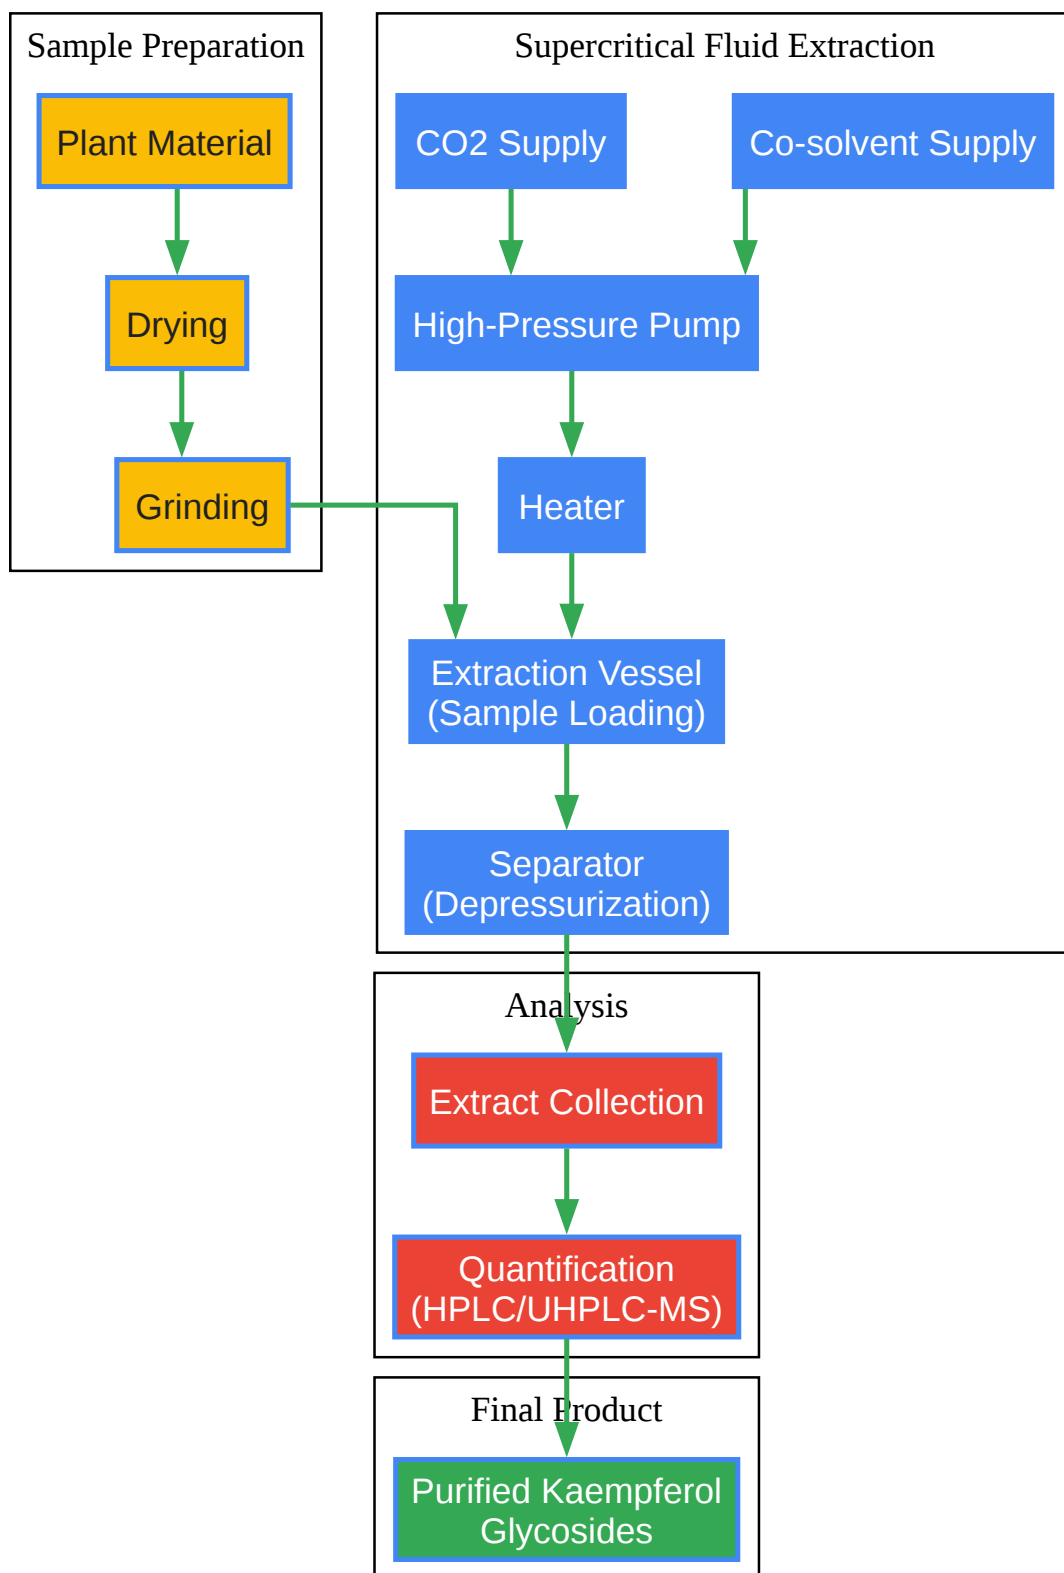 Sample Preparation
Plant Material
Drying
Grinding
Supercritical Fluid Extraction
CO2 Supply
Co-solvent Supply
High-Pressure Pump
Heater
Extraction Vessel
(Sample Loading)
Separator
(Depressurization)
Analysis
Extract Collection
Quantification
(HPLC/UHPLC-MS)
Final Product
Purified Kaempferol
Glycosides